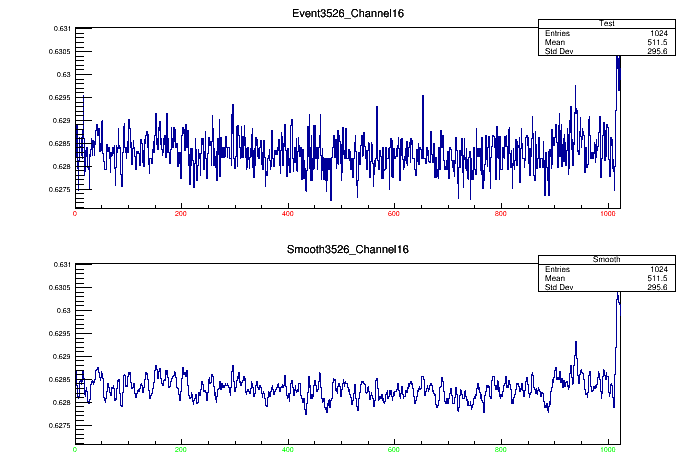 Event3526_Channel16
Test
Entries 1024
Mean 511.5
Std Dev 295.6
0.631
0.6305
0.63
0.6295
0.629
0.6285
0.628
0.6275
0 200 400 600 800 1000
Smooth3526_Channel16
Smooth
Entries 1024
Mean 511.5
Std Dev 295.6
0.631
0.6305
0.63
0.6295
0.629
0.6285
0.628
0.6275
0 200 400 600 800 1000